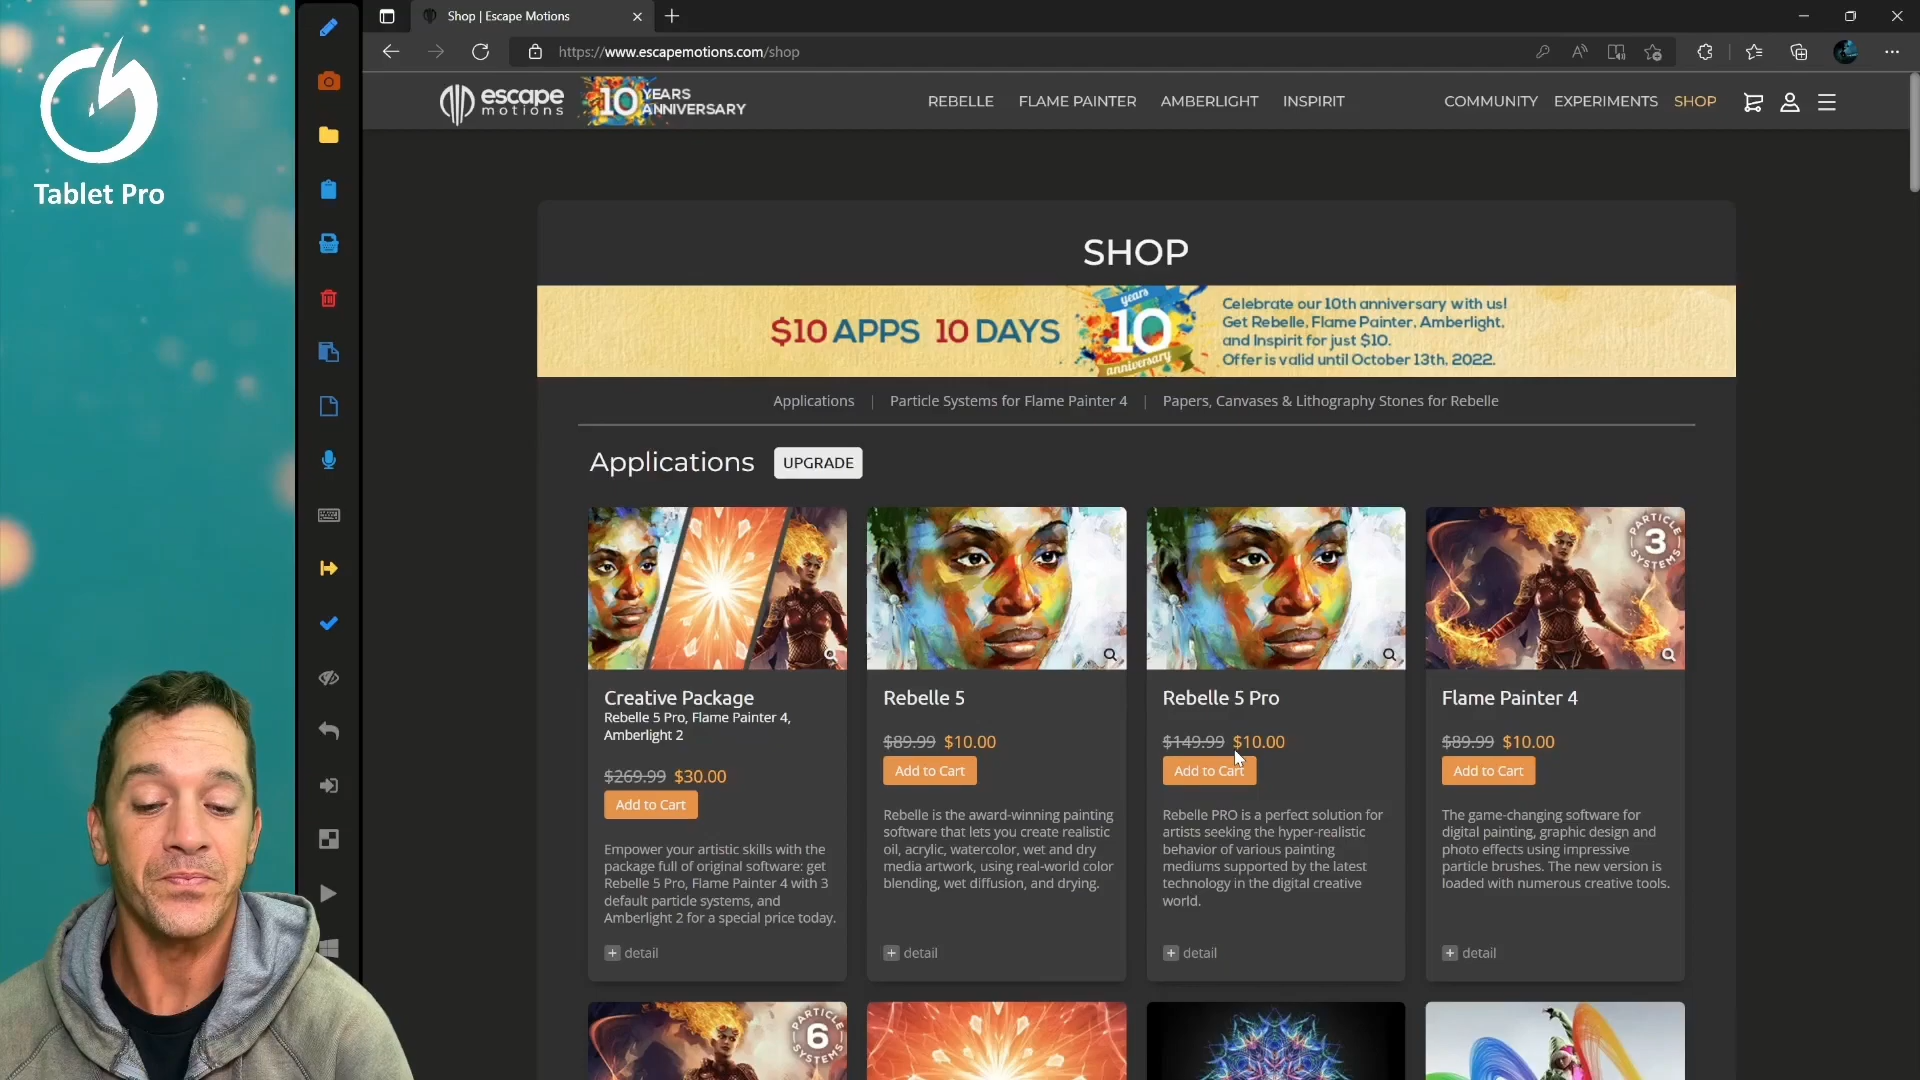 Tablet Pro
Shop | Escape Motions
https://www.escapemotions.com/shop
escape
motions
10 YEARS
ANNIVERSARY
REBELLE
FLAME PAINTER
AMBERLIGHT
INSPIRIT
COMMUNITY
EXPERIMENTS
SHOP
SHOP
$10 APPS 10 DAYS
years
10
anniversary
Celebrate our 10th anniversary with us!
Get Rebelle, Flame Painter, Amberlight,
and Inspirit for just $10.
Offer is valid until October 13th, 2022.
Applications | Particle Systems for Flame Painter 4 | Papers, Canvases & Lithography Stones for Rebelle
Applications
UPGRADE
Creative Package
Rebelle 5 Pro, Flame Painter 4,
Amberlight 2
$269.99 $30.00
Add to Cart
Empower your artistic skills with the
package full of original software: get
Rebelle 5 Pro, Flame Painter 4 with 3
default particle systems, and
Amberlight 2 for a special price today.
+ detail
Rebelle 5
$89.99 $10.00
Add to Cart
Rebelle is the award-winning painting
software that lets you create realistic
oil, acrylic, watercolor, wet and dry
media artwork, using real-world color
blending, wet diffusion, and drying.
+ detail
Rebelle 5 Pro
$149.99 $10.00
Add to Cart
Rebelle PRO is a perfect solution for
artists seeking the hyper-realistic
behavior of various painting
mediums supported by the latest
technology in the digital creative
world.
+ detail
PARTICLE
3
SYSTEMS
Flame Painter 4
$89.99 $10.00
Add to Cart
The game-changing software for
digital painting, graphic design and
photo effects using impressive
particle brushes. The new version is
loaded with numerous creative tools.
+ detail
PARTICLE
6
SYSTEMS